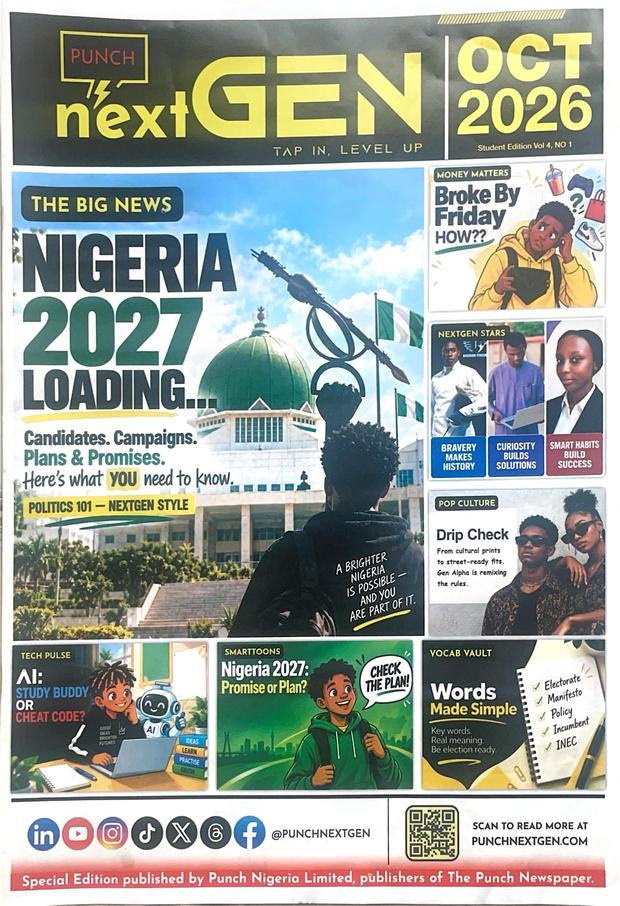 PUNCH
nextGEN
TAP IN, LEVEL UP
OCT
2026
Student Edition Vol 4, NO 1
THE BIG NEWS
NIGERIA
2027
LOADING...
Candidates. Campaigns.
Plans & Promises.
Here's what YOU need to know.
POLITICS 101 — NEXTGEN STYLE
A BRIGHTER
NIGERIA
IS POSSIBLE —
AND YOU
ARE PART OF IT.
MONEY MATTERS
Broke By
Friday
HOW??
NEXTGEN STARS
BRAVERY
MAKES
HISTORY
CURIOSITY
BUILDS
SOLUTIONS
SMART HABITS
BUILD
SUCCESS
POP CULTURE
Drip Check
From cultural prints
to street-ready fits.
Gen Alpha is remixing
the rules.
TECH PULSE
AI:
STUDY BUDDY
OR
CHEAT CODE?
GOOD
IDEAS
BRIGHTER
FUTURES
AI
IDEAS
LEARN
PRACTISE
SMARTTOONS
Nigeria 2027:
Promise or Plan?
CHECK
THE PLAN!
VOCAB VAULT
Words
Made Simple
Key words.
Real meaning.
Be election ready.
Electorate
Manifesto
Policy
Incumbent
INEC
@PUNCHNEXTGEN
SCAN TO READ MORE AT
PUNCHNEXTGEN.COM
Special Edition published by Punch Nigeria Limited, publishers of The Punch Newspaper.